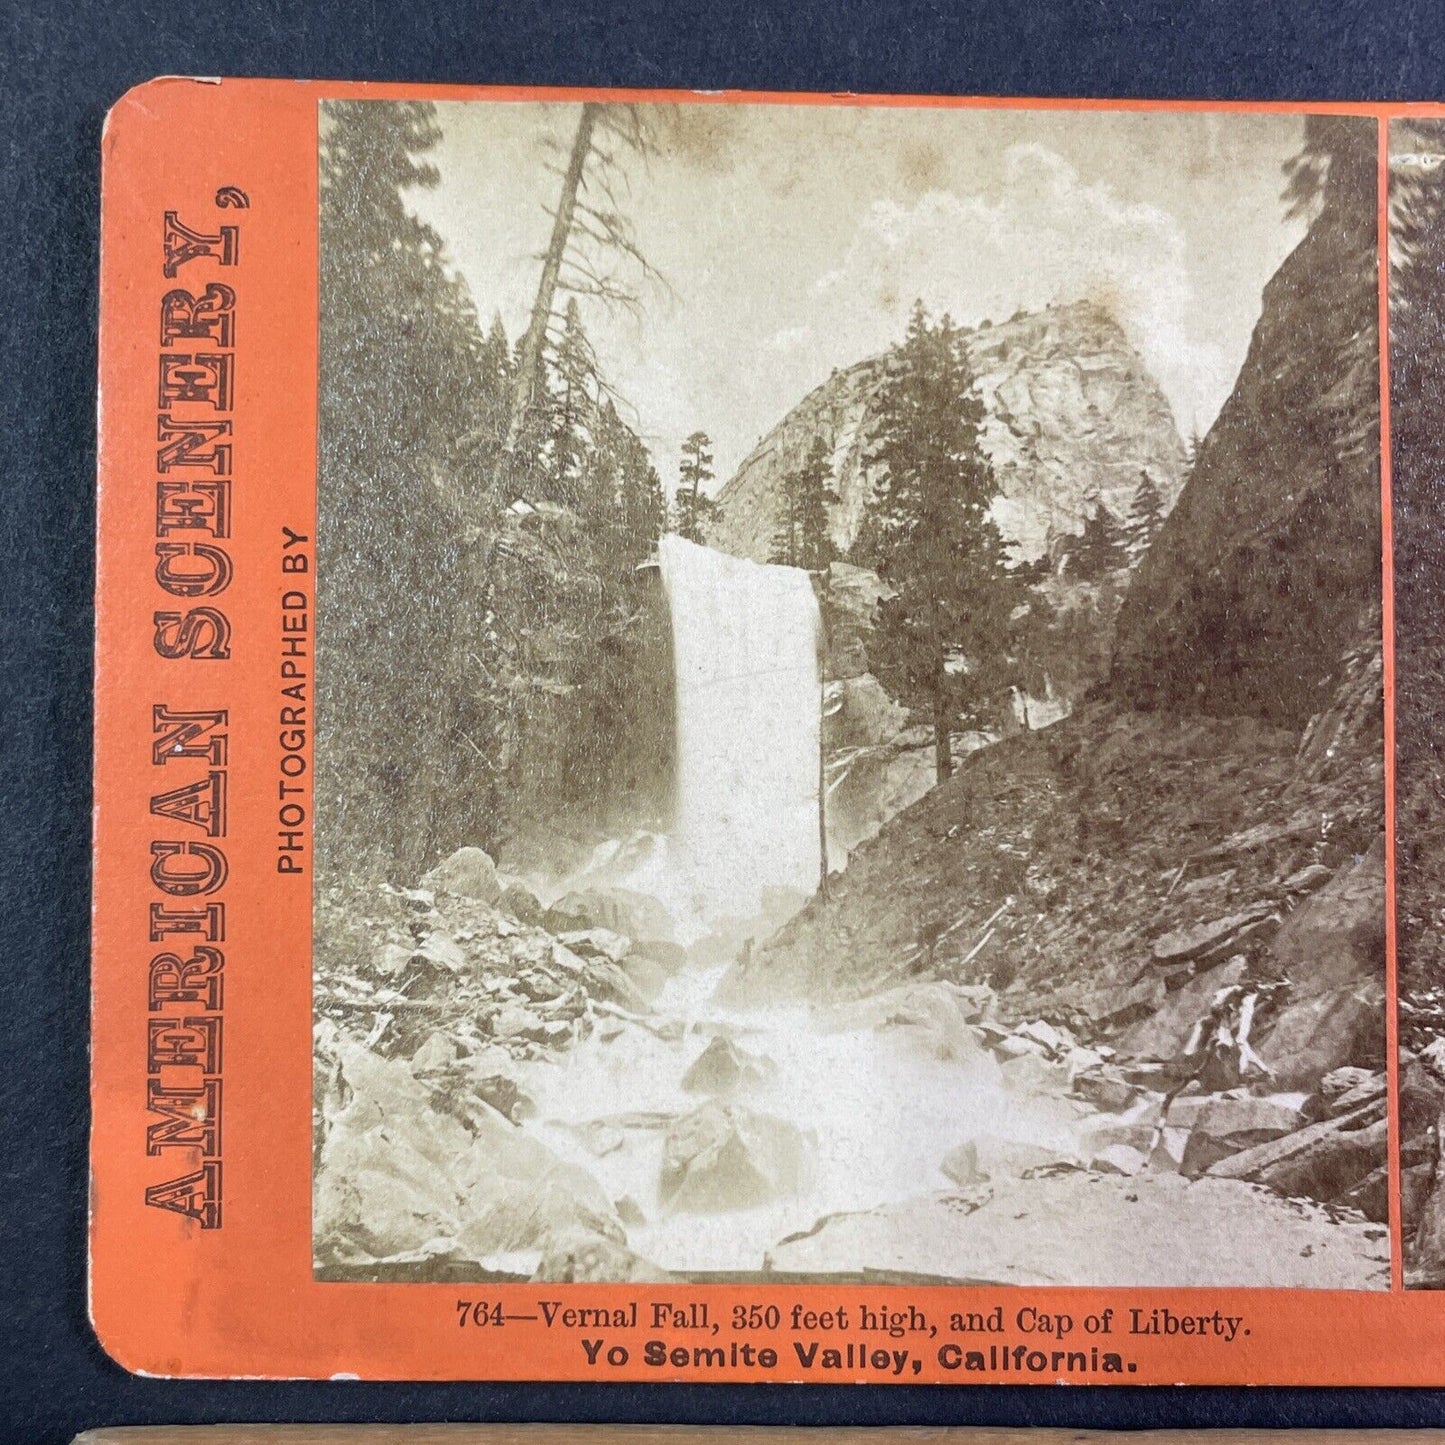 AMERICAN SCENERY,
PHOTOGRAPHED BY
764—Vernal Fall, 350 feet high, and Cap of Liberty.
Yo Semite Valley, California.